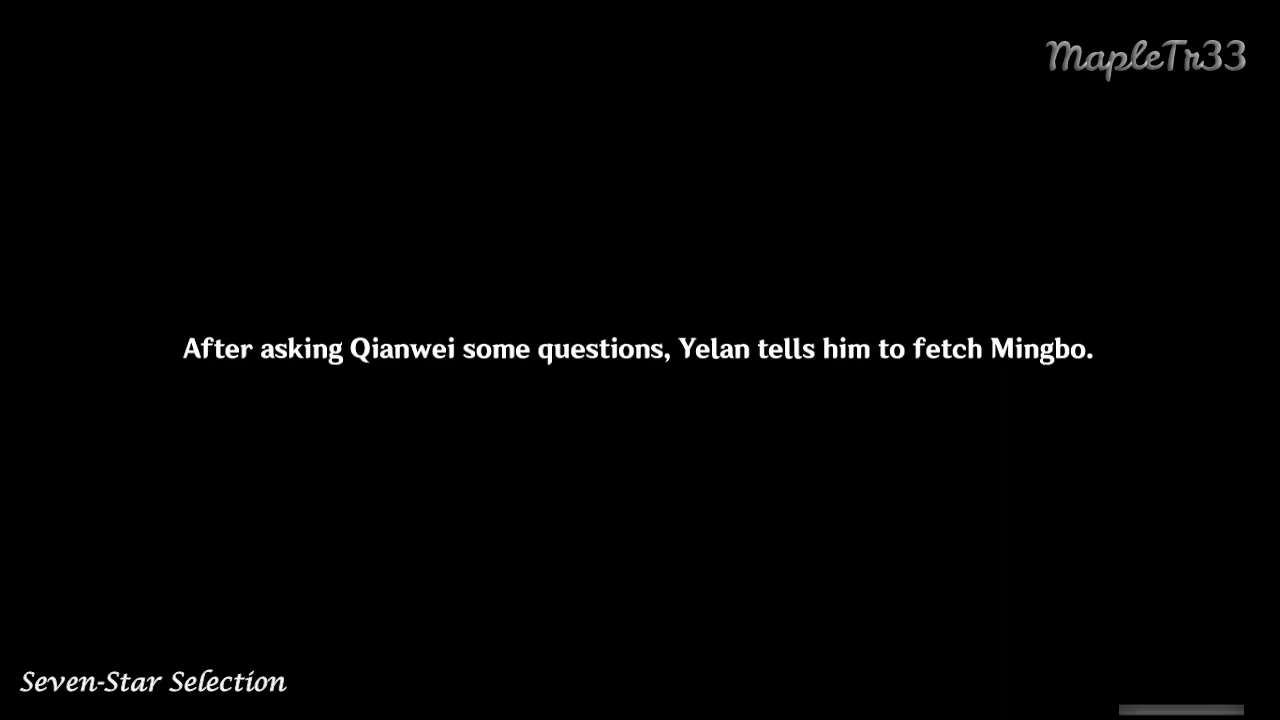 MapleTr33
After asking Qianwei some questions, Yelan tells him to fetch Mingbo.
Seven-Star Selection